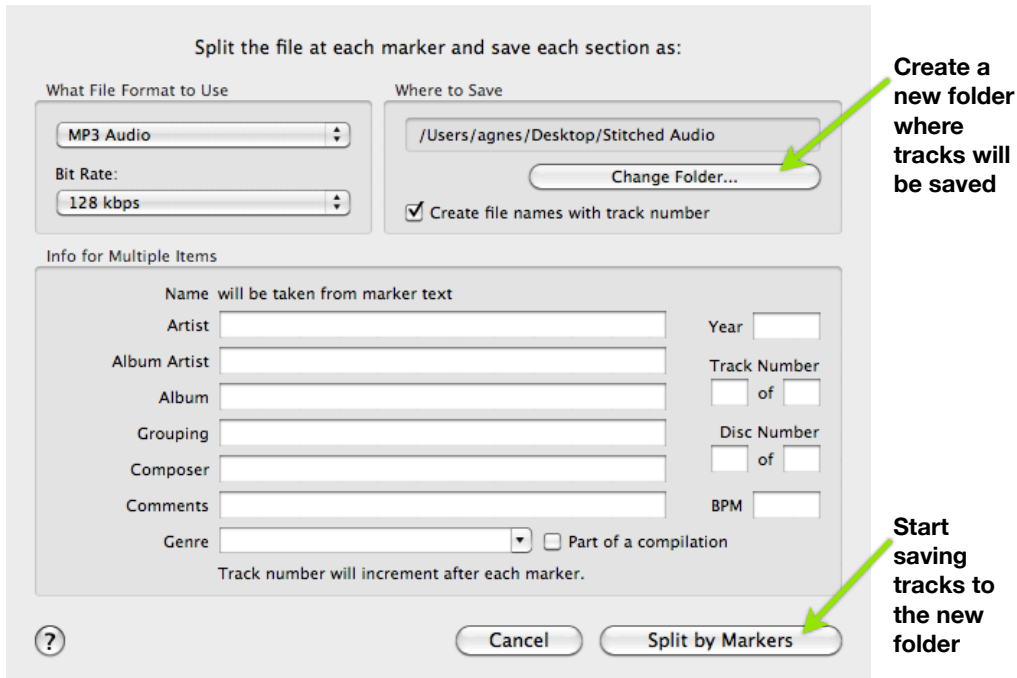 Split the file at each marker and save each section as:
What File Format to Use
MP3 Audio
Bit Rate:
128 kbps
Where to Save
/Users/agnes/Desktop/Stitched Audio
Change Folder...
Create file names with track number
Create a
new folder
where
tracks will
be saved
Info for Multiple Items
Name will be taken from marker text
Artist
Album Artist
Album
Grouping
Composer
Comments
Genre
Part of a compilation
Year
Track Number
of
Disc Number
of
BPM
Track number will increment after each marker.
?
Cancel
Split by Markers
Start
saving
tracks to
the new
folder